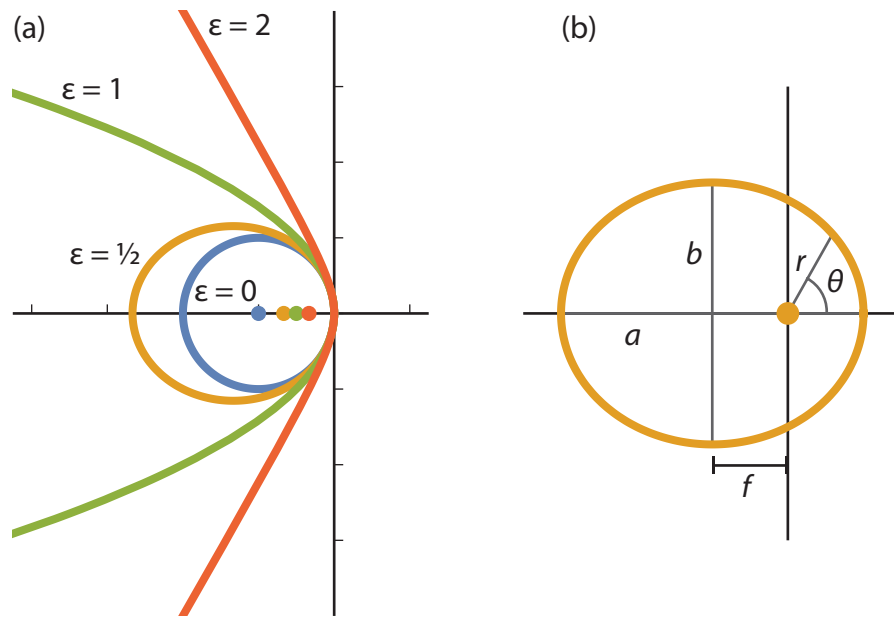 (a)
ε = 2
ε = 1
ε = ½
ε = 0
(b)
b
r
θ
a
f